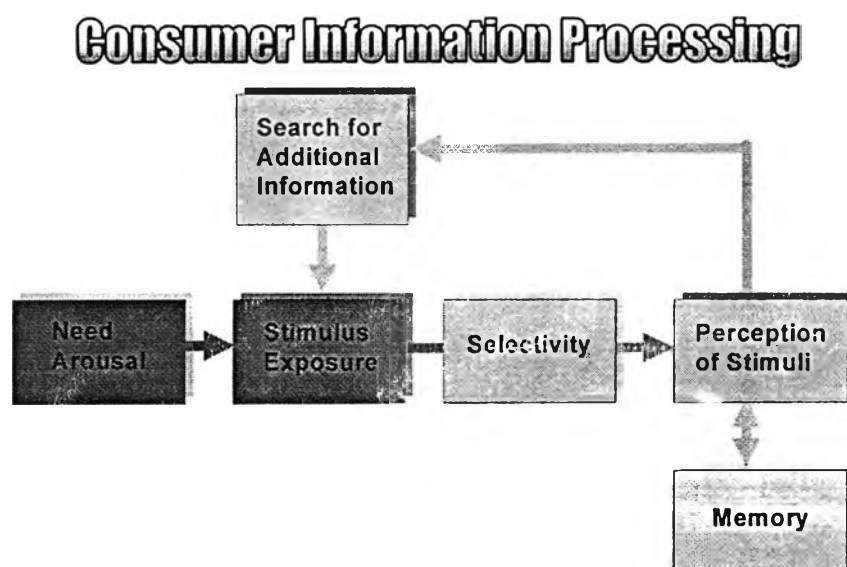 Consumer Information Processing
Search for
Additional
Information
Need
Arousal
Stimulus
Exposure
Selectivity
Perception
of Stimuli
Memory